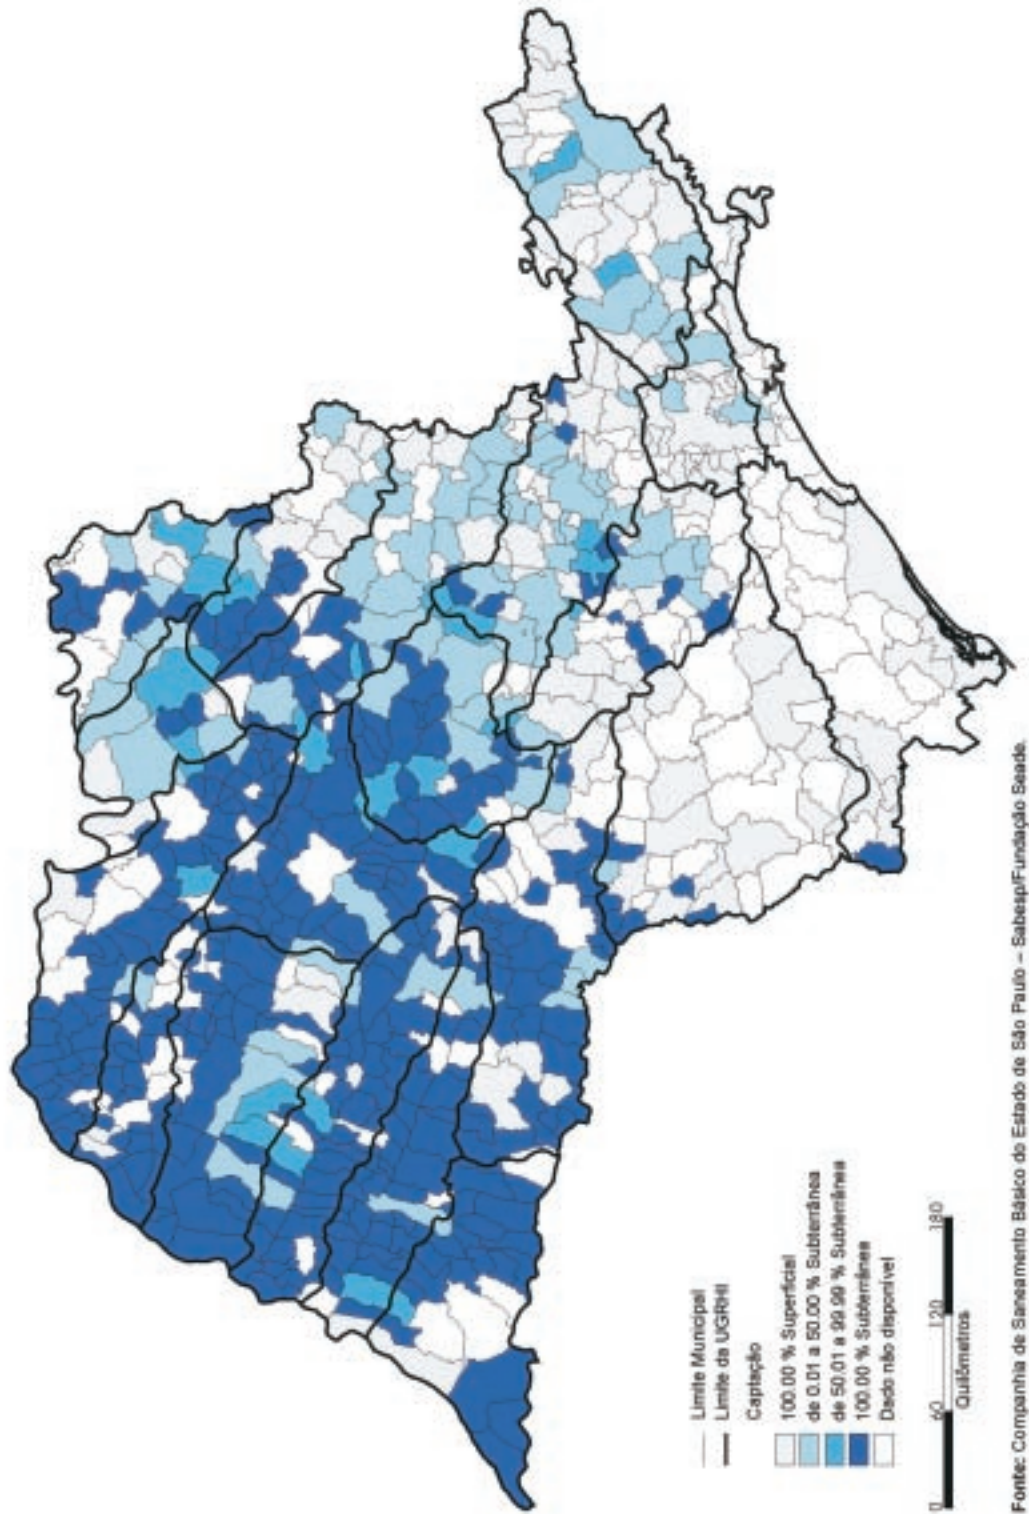 Limite Municipal
Limite da UGRHI
Captação
100.00 % Superficial
de 0.01 a 50.00 % Subterrânea
de 50.01 a 99.99 % Subterrânea
100.00 % Subterrânea
Dado não disponível
0 60 120 180
Quilômetros
Fonte: Companhia de Saneamento Básico do Estado de São Paulo – Sabesp/Fundação Seade.